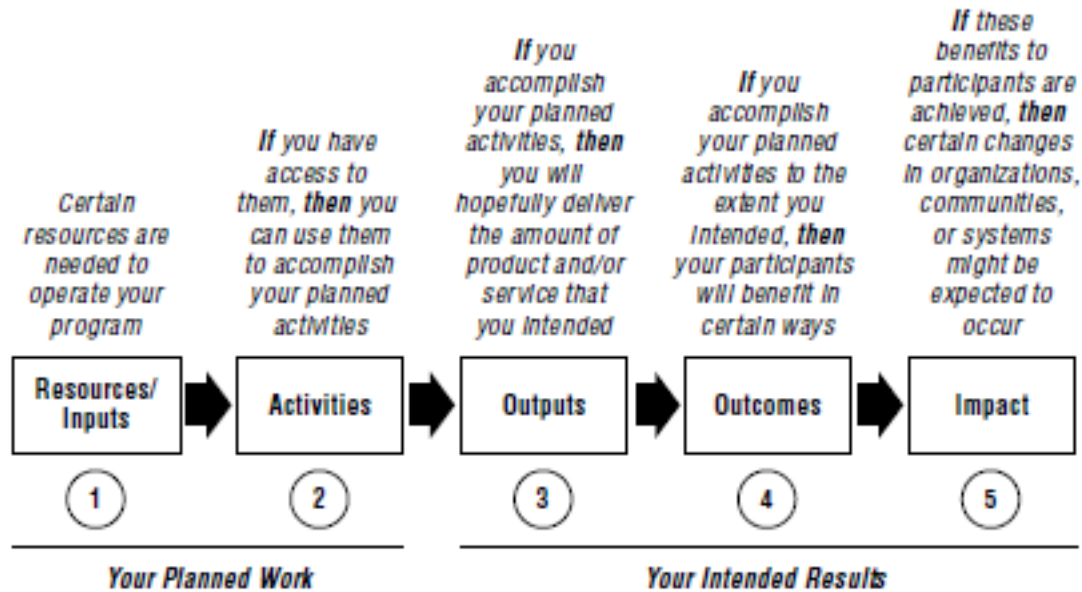 Certain
resources are
needed to
operate your
program
If you have
access to
them, then you
can use them
to accomplish
your planned
activities
If you
accomplish
your planned
activities, then
you will
hopefully deliver
the amount of
product and/or
service that
you intended
If you
accomplish
your planned
activities to the
extent you
intended, then
your participants
will benefit in
certain ways
If these
benefits to
participants are
achieved, then
certain changes
in organizations,
communities,
or systems
might be
expected to
occur
Resources/
Inputs
Activities
Outputs
Outcomes
Impact
1
2
3
4
5
Your Planned Work
Your Intended Results